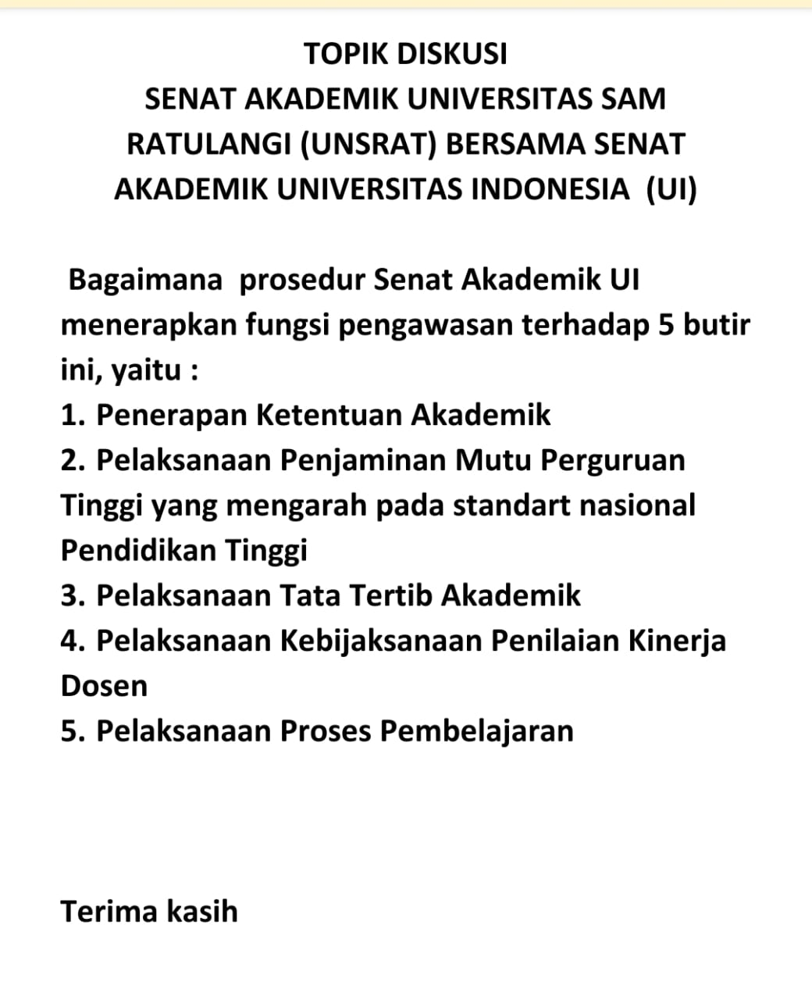 TOPIK DISKUSI
SENAT AKADEMIK UNIVERSITAS SAM
RATULANGI (UNSRAT) BERSAMA SENAT
AKADEMIK UNIVERSITAS INDONESIA (UI)
Bagaimana prosedur Senat Akademik UI
menerapkan fungsi pengawasan terhadap 5 butir
ini, yaitu :
1. Penerapan Ketentuan Akademik
2. Pelaksanaan Penjaminan Mutu Perguruan
Tinggi yang mengarah pada standart nasional
Pendidikan Tinggi
3. Pelaksanaan Tata Tertib Akademik
4. Pelaksanaan Kebijaksanaan Penilaian Kinerja
Dosen
5. Pelaksanaan Proses Pembelajaran
Terima kasih